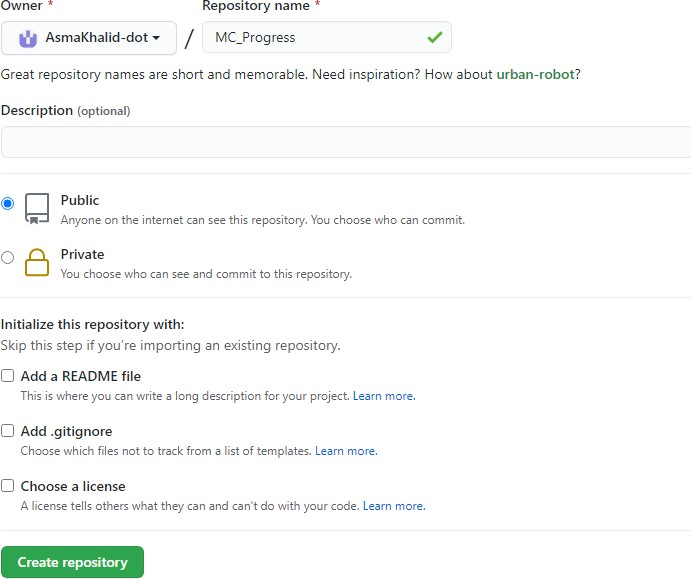 Owner * Repository name *
AsmaKhalid-dot / MC_Progress
Great repository names are short and memorable. Need inspiration? How about urban-robot?
Description (optional)
Public
Anyone on the internet can see this repository. You choose who can commit.
Private
You choose who can see and commit to this repository.
Initialize this repository with:
Skip this step if you're importing an existing repository.
Add a README file
This is where you can write a long description for your project. Learn more.
Add .gitignore
Choose which files not to track from a list of templates. Learn more.
Choose a license
A license tells others what they can and can't do with your code. Learn more.
Create repository